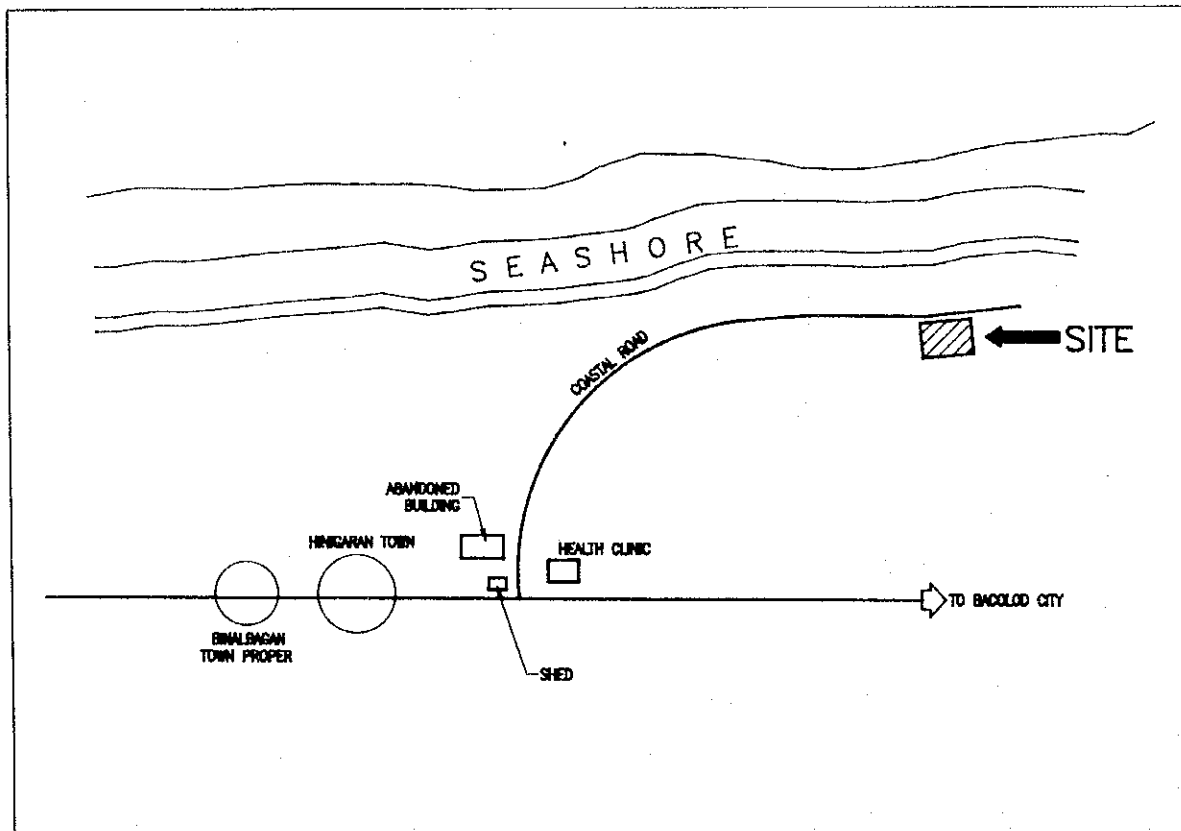 SEASHORE
COASTAL ROAD
SITE
ABANDONED
BUILDING
HINIGARAN TOWN
HEALTH CLINIC
TO BACOLOD CITY
BINALBAGAN
TOWN PROPER
SHED